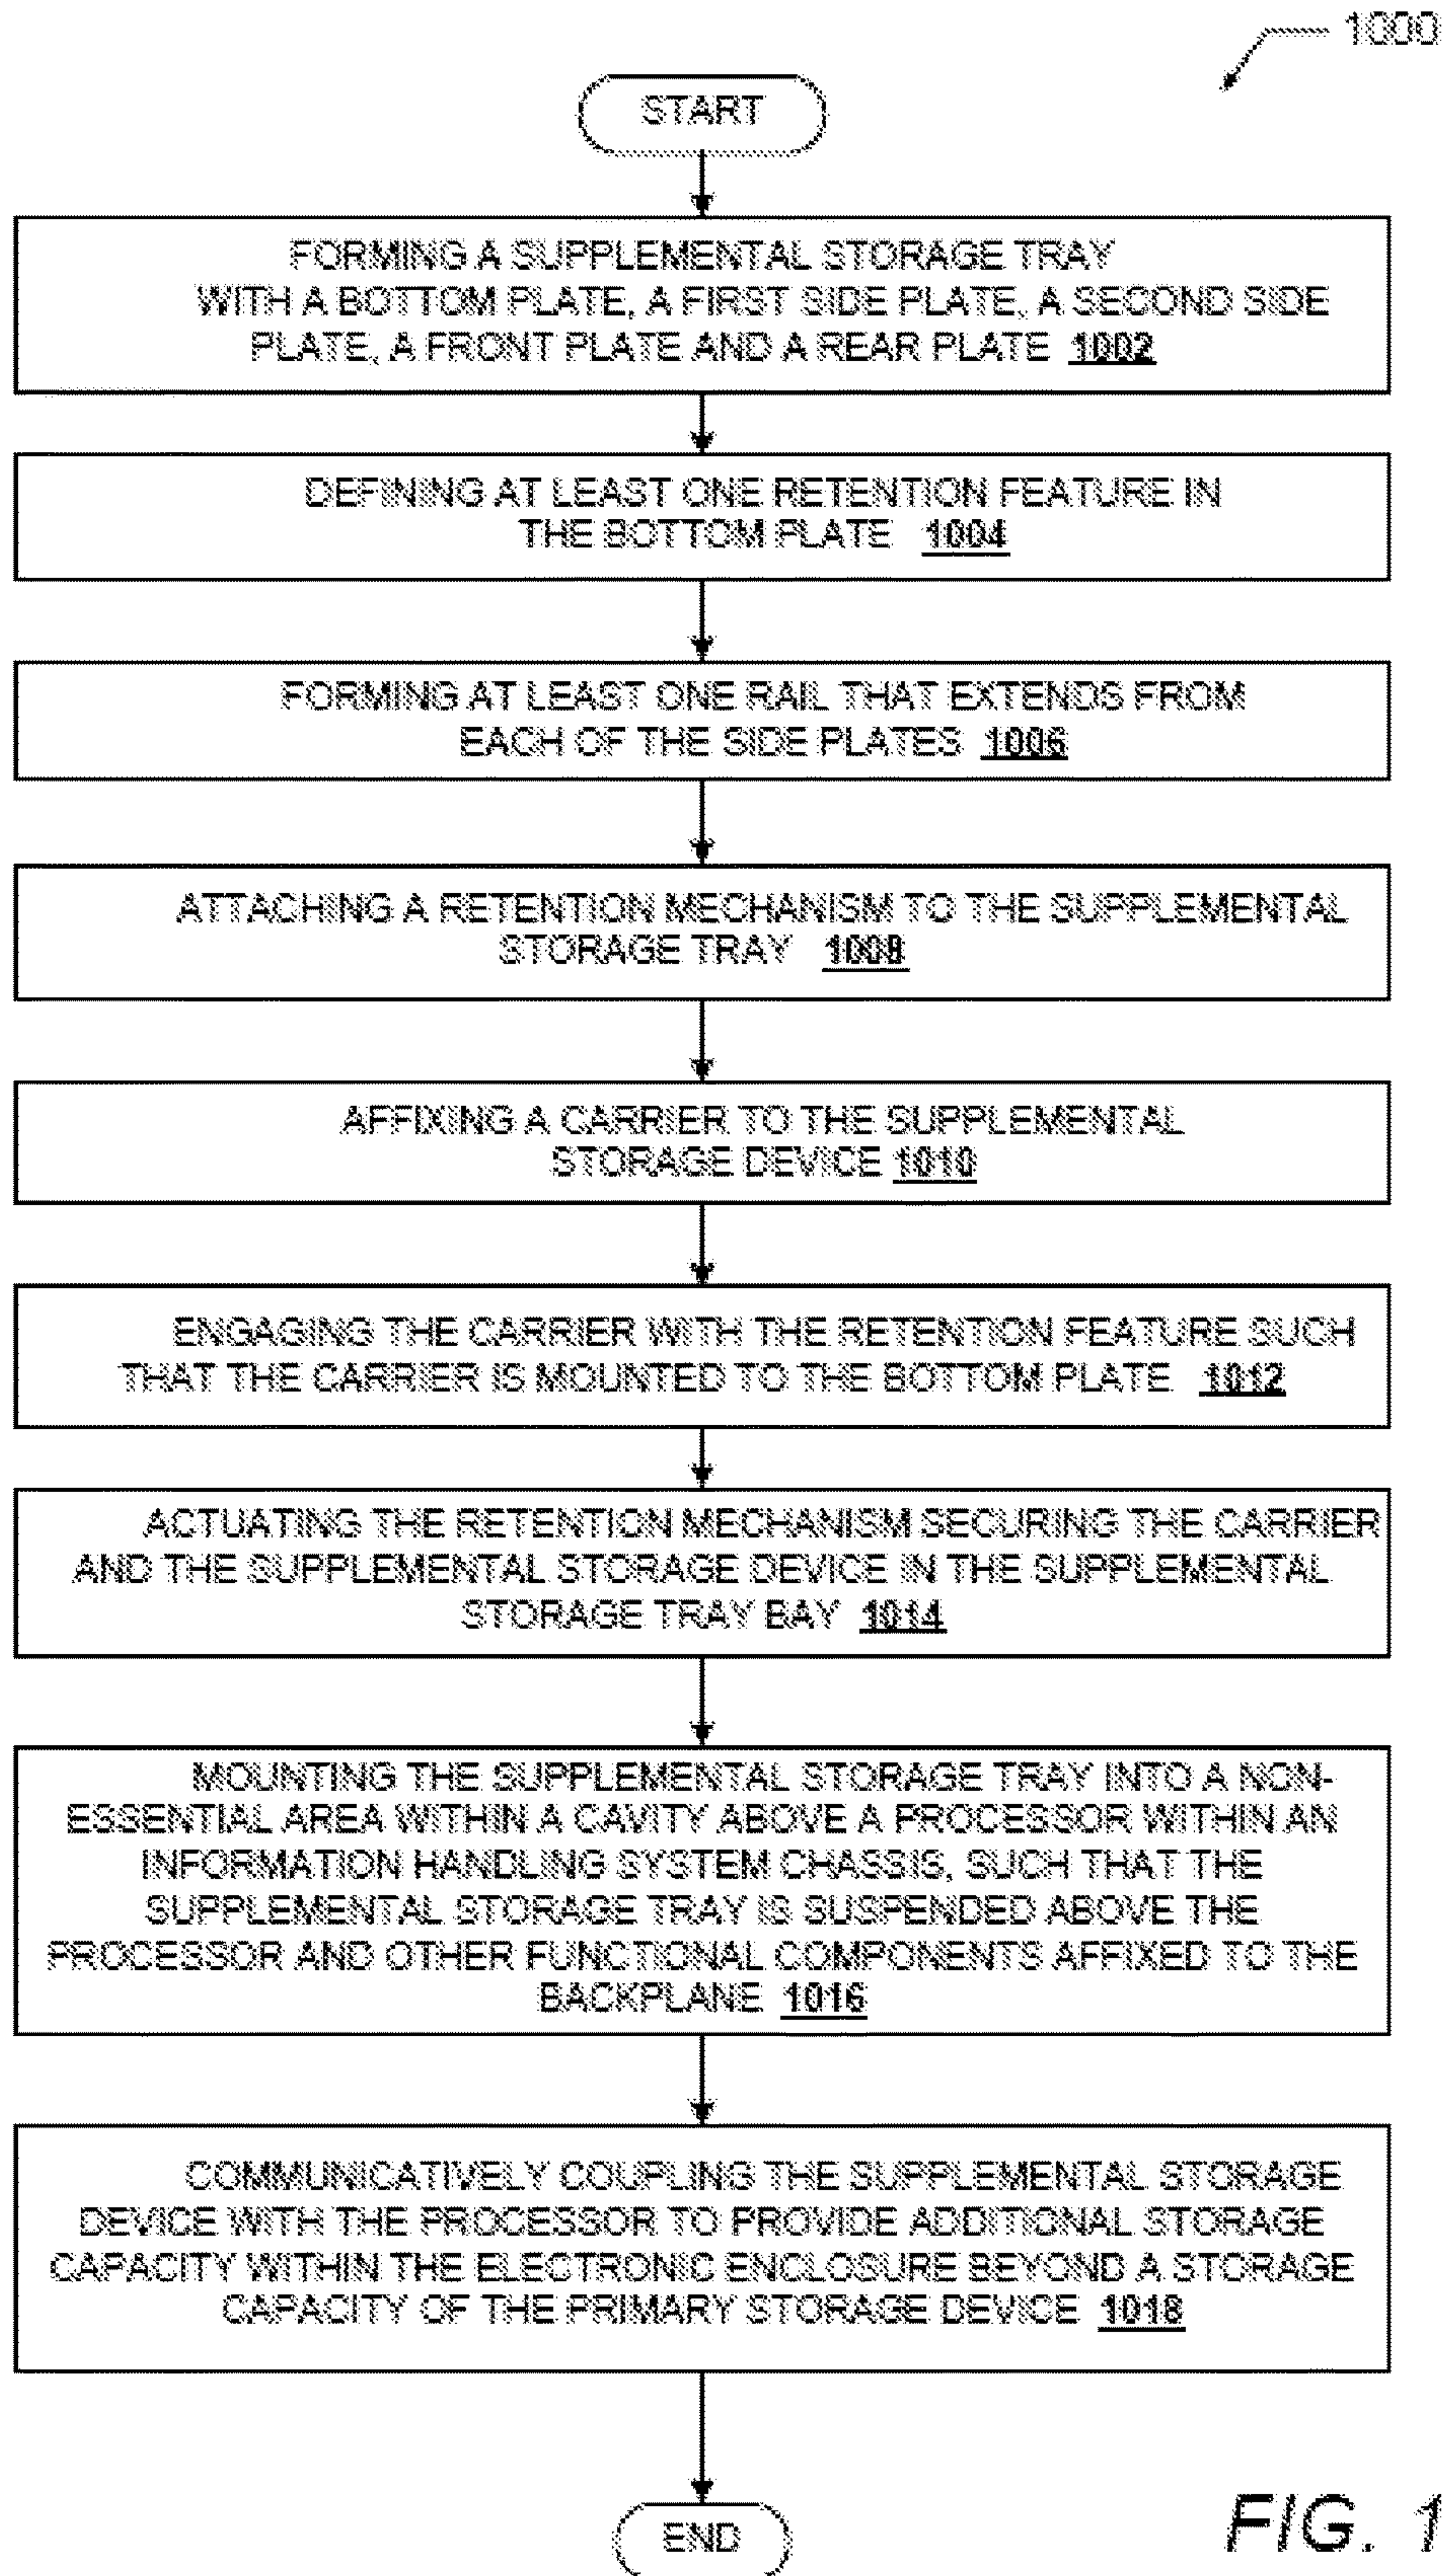 1000
START
FORMING A SUPPLEMENTAL STORAGE TRAY
WITH A BOTTOM PLATE, A FIRST SIDE PLATE, A SECOND SIDE
PLATE, A FRONT PLATE AND A REAR PLATE 1002
DEFINING AT LEAST ONE RETENTION FEATURE IN
THE BOTTOM PLATE 1004
FORMING AT LEAST ONE RAIL THAT EXTENDS FROM
EACH OF THE SIDE PLATES 1006
ATTACHING A RETENTION MECHANISM TO THE SUPPLEMENTAL
STORAGE TRAY 1008
AFFIXING A CARRIER TO THE SUPPLEMENTAL
STORAGE DEVICE 1010
ENGAGING THE CARRIER WITH THE RETENTION FEATURE SUCH
THAT THE CARRIER IS MOUNTED TO THE BOTTOM PLATE 1012
ACTUATING THE RETENTION MECHANISM SECURING THE CARRIER
AND THE SUPPLEMENTAL STORAGE DEVICE IN THE SUPPLEMENTAL
STORAGE TRAY BAY 1014
MOUNTING THE SUPPLEMENTAL STORAGE TRAY INTO A NON-
ESSENTIAL AREA WITHIN A CAVITY ABOVE A PROCESSOR WITHIN AN
INFORMATION HANDLING SYSTEM CHASSIS, SUCH THAT THE
SUPPLEMENTAL STORAGE TRAY IS SUSPENDED ABOVE THE
PROCESSOR AND OTHER FUNCTIONAL COMPONENTS AFFIXED TO THE
BACKPLANE 1016
COMMUNICATIVELY COUPLING THE SUPPLEMENTAL STORAGE
DEVICE WITH THE PROCESSOR TO PROVIDE ADDITIONAL STORAGE
CAPACITY WITHIN THE ELECTRONIC ENCLOSURE BEYOND A STORAGE
CAPACITY OF THE PRIMARY STORAGE DEVICE 1018
END
FIG. 1